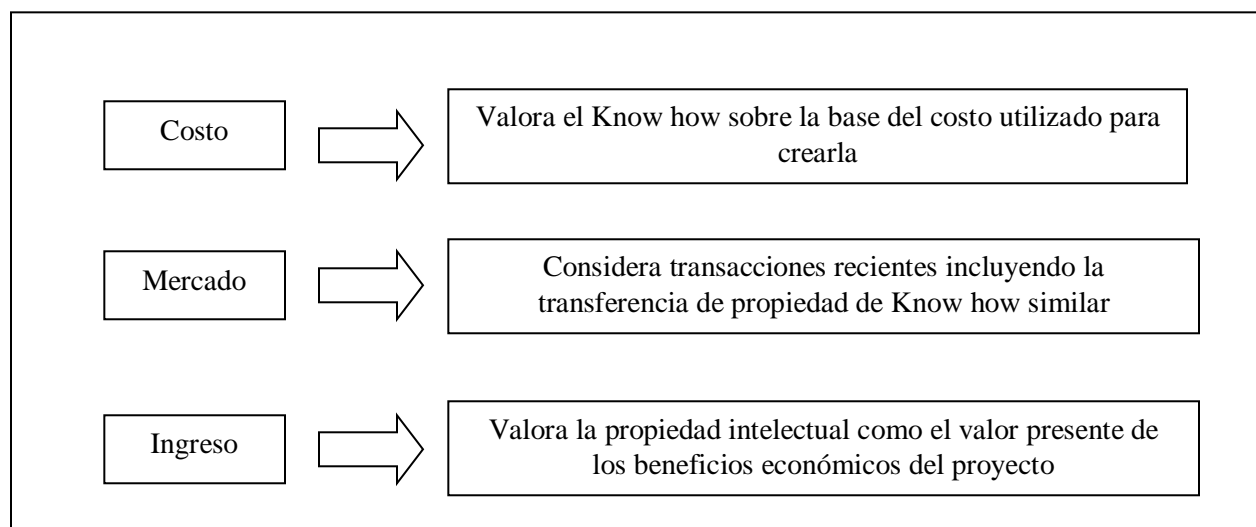 Costo
Valora el Know how sobre la base del costo utilizado para
crearla
Mercado
Considera transacciones recientes incluyendo la
transferencia de propiedad de Know how similar
Ingreso
Valora la propiedad intelectual como el valor presente de
los beneficios económicos del proyecto